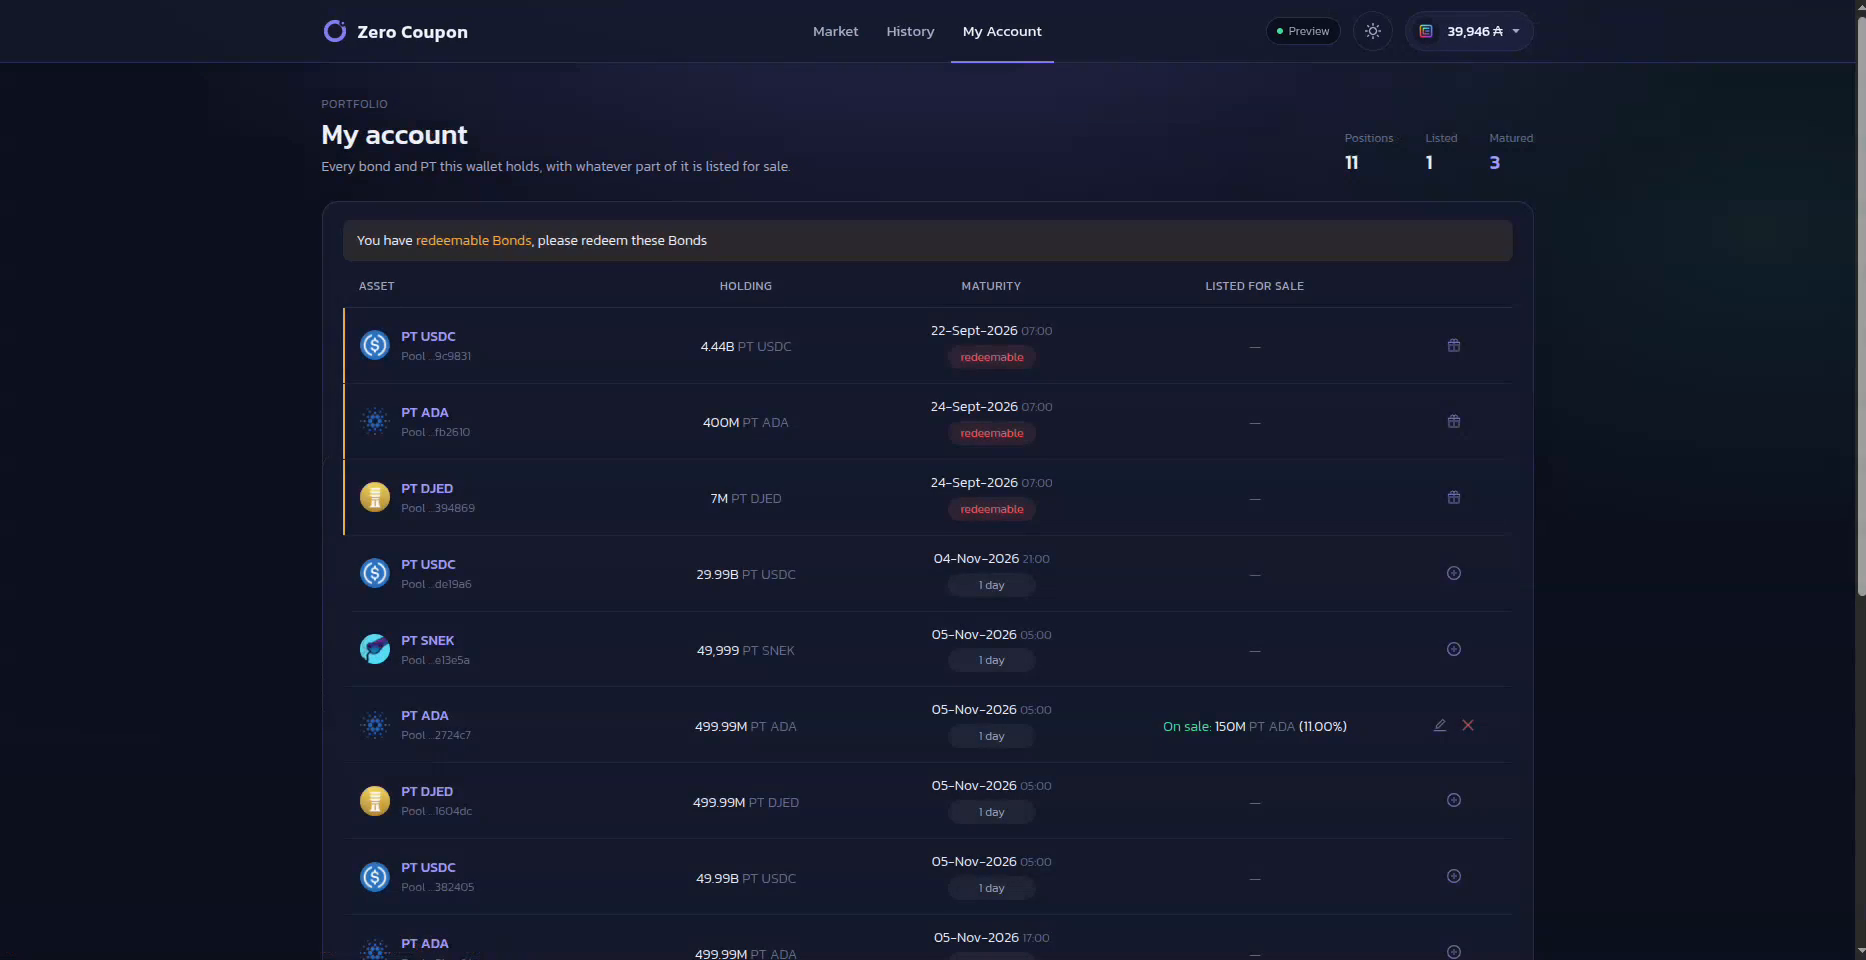 Zero Coupon
Market History My Account
Preview
39,946 ₳
PORTFOLIO
My account
Every bond and PT this wallet holds, with whatever part of it is listed for sale.
Positions Listed Matured
11 1 3
You have redeemable Bonds, please redeem these Bonds
ASSET HOLDING MATURITY LISTED FOR SALE
PT USDC
Pool ...9c9831
4.44B PT USDC
22-Sept-2026 07:00
redeemable
—
PT ADA
Pool ...fb2610
400M PT ADA
24-Sept-2026 07:00
redeemable
—
PT DJED
Pool ...394869
7M PT DJED
24-Sept-2026 07:00
redeemable
—
PT USDC
Pool ...de19a6
29.99B PT USDC
04-Nov-2026 21:00
1 day
—
PT SNEK
Pool ...e13e5a
49,999 PT SNEK
05-Nov-2026 05:00
1 day
—
PT ADA
Pool ...2724c7
499.99M PT ADA
05-Nov-2026 05:00
1 day
On sale: 150M PT ADA (11.00%)
PT DJED
Pool ...1604dc
499.99M PT DJED
05-Nov-2026 05:00
1 day
—
PT USDC
Pool ...382405
49.99B PT USDC
05-Nov-2026 05:00
1 day
—
PT ADA
499.99M PT ADA
05-Nov-2026 17:00
—